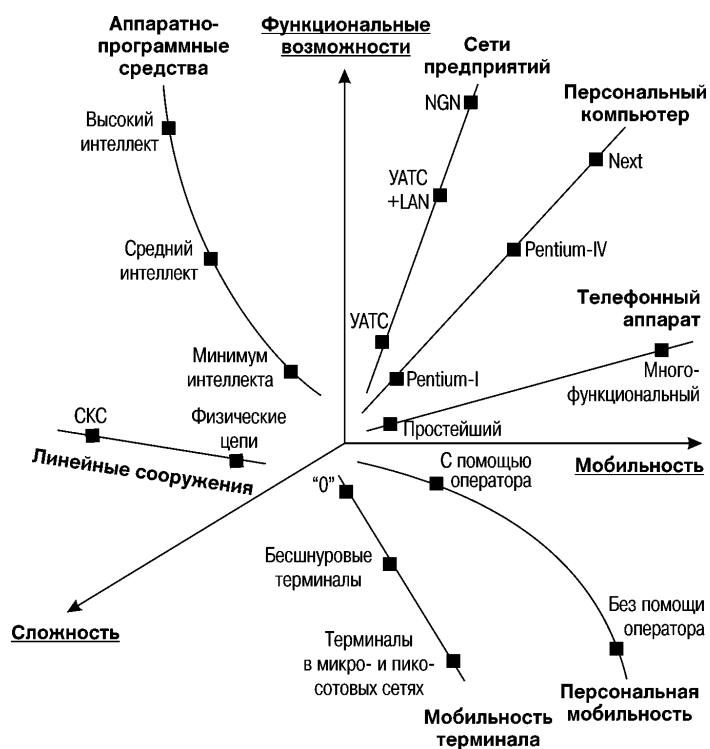 Аппаратно-
программные
средства
Функциональные
возможности
Сети
предприятий
Персональный
компьютер
NGN
Высокий
интеллект
Next
УАТС
+LAN
Средний
интеллект
Pentium-IV
Телефонный
аппарат
УАТС
Минимум
интеллекта
Pentium-I
Много-
функциональный
СКС
Физические
цепи
Простейший
Линейные сооружения
Мобильность
С помощью
оператора
“0”
Бесшнуровые
терминалы
Сложность
Без помощи
оператора
Терминалы
в микро- и пико-
сотовых сетях
Персональная
мобильность
Мобильность
терминала